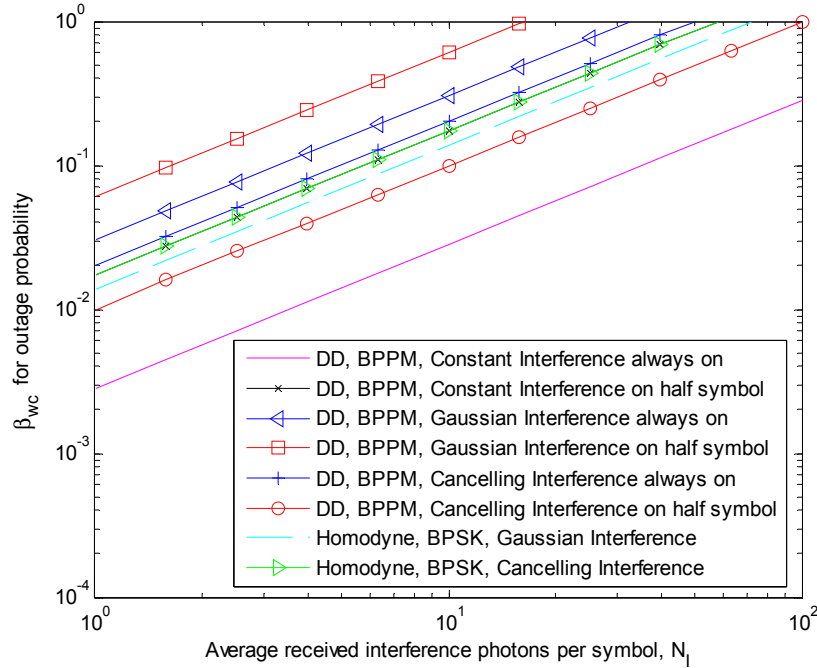 10^0
10^-1
10^-2
10^-3
10^-4
β_wc for outage probability
DD, BPPM, Constant Interference always on
DD, BPPM, Constant Interference on half symbol
DD, BPPM, Gaussian Interference always on
DD, BPPM, Gaussian Interference on half symbol
DD, BPPM, Cancelling Interference always on
DD, BPPM, Cancelling Interference on half symbol
Homodyne, BPSK, Gaussian Interference
Homodyne, BPSK, Cancelling Interference
10^0
10^1
10^2
Average received interference photons per symbol, N_I